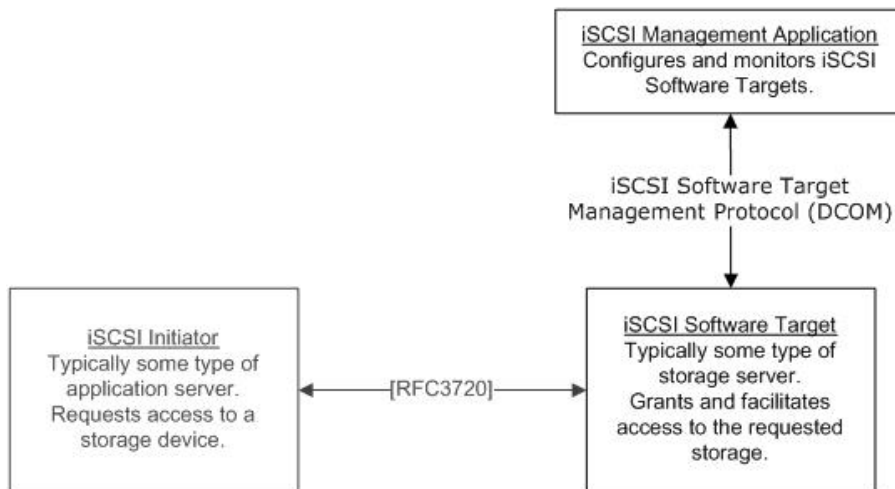 iSCSI Management Application
Configures and monitors iSCSI
Software Targets.
iSCSI Software Target
Management Protocol (DCOM)
iSCSI Initiator
Typically some type of
application server.
Requests access to a
storage device.
[RFC3720]
iSCSI Software Target
Typically some type of
storage server.
Grants and facilitates
access to the requested
storage.